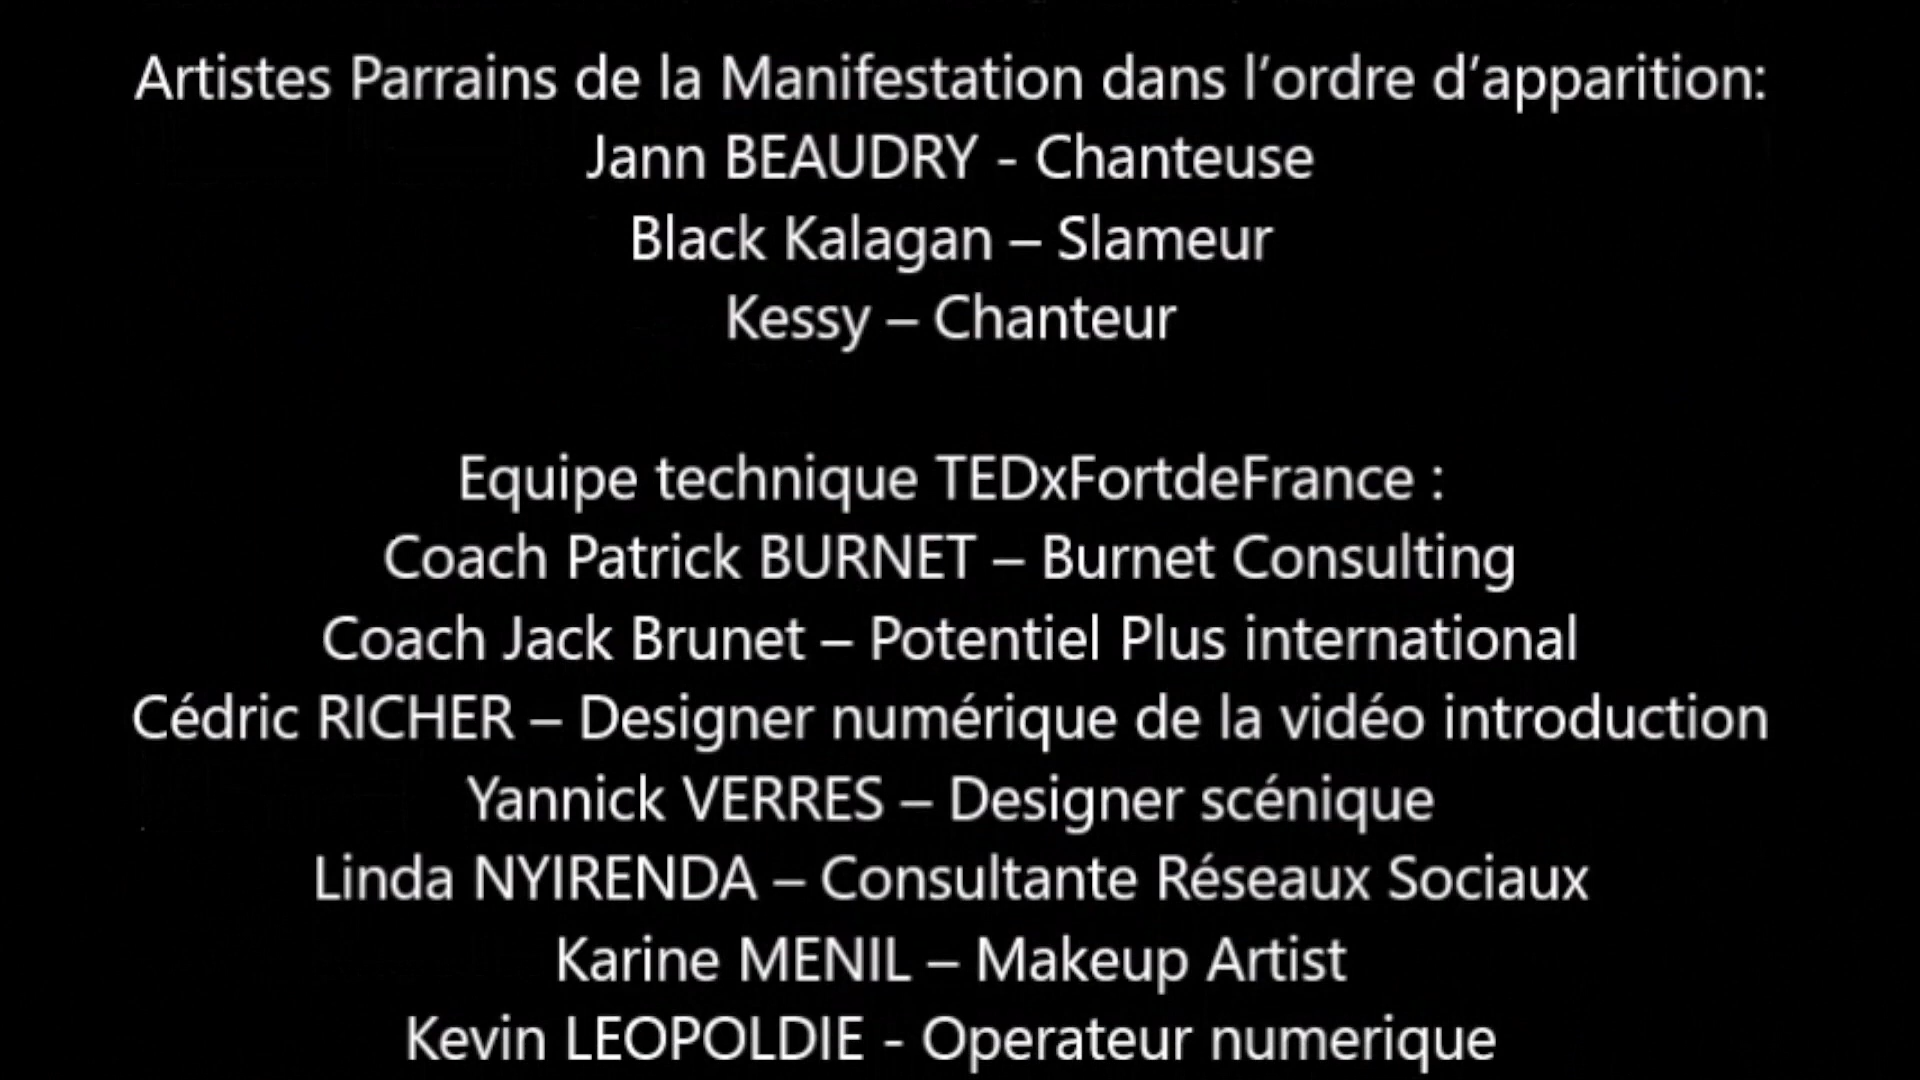 Artistes Parrains de la Manifestation dans l’ordre d’apparition:
Jann BEAUDRY - Chanteuse
Black Kalagan – Slameur
Kessy – Chanteur
Equipe technique TEDxFortdeFrance :
Coach Patrick BURNET – Burnet Consulting
Coach Jack Brunet – Potentiel Plus international
Cédric RICHER – Designer numérique de la vidéo introduction
Yannick VERRES – Designer scénique
Linda NYIRENDA – Consultante Réseaux Sociaux
Karine MENIL – Makeup Artist
Kevin LEOPOLDIE - Operateur numerique